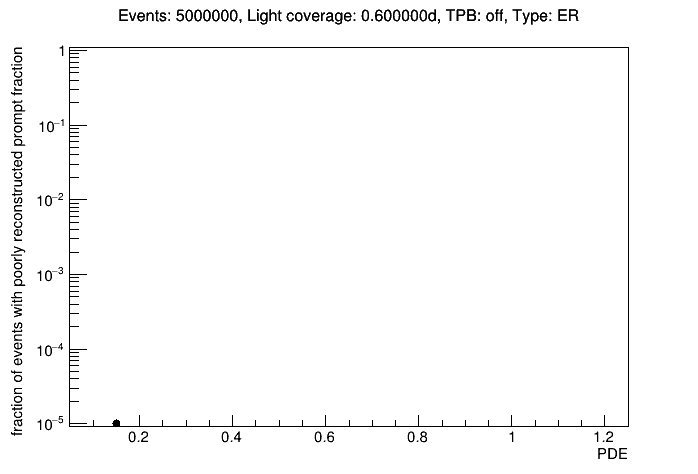 Events: 5000000, Light coverage: 0.600000d, TPB: off, Type: ER
fraction of events with poorly reconstructed prompt fraction
1
10⁻¹
10⁻²
10⁻³
10⁻⁴
10⁻⁵
0.2 0.4 0.6 0.8 1 1.2
PDE